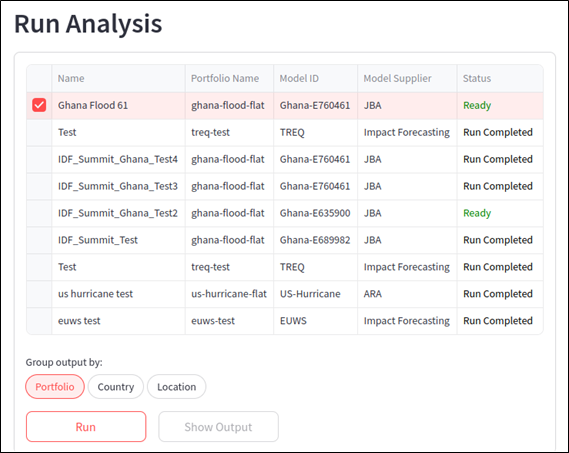 Run Analysis
Name Portfolio Name Model ID Model Supplier Status
Ghana Flood 61 ghana-flood-flat Ghana-E760461 JBA Ready
Test treq-test TREQ Impact Forecasting Run Completed
IDF_Summit_Ghana_Test4 ghana-flood-flat Ghana-E760461 JBA Run Completed
IDF_Summit_Ghana_Test3 ghana-flood-flat Ghana-E760461 JBA Run Completed
IDF_Summit_Ghana_Test2 ghana-flood-flat Ghana-E635900 JBA Ready
IDF_Summit_Test ghana-flood-flat Ghana-E689982 JBA Run Completed
Test treq-test TREQ Impact Forecasting Run Completed
us hurricane test us-hurricane-flat US-Hurricane ARA Run Completed
euws test euws-test EUWS Impact Forecasting Run Completed
Group output by:
Portfolio Country Location
Run Show Output